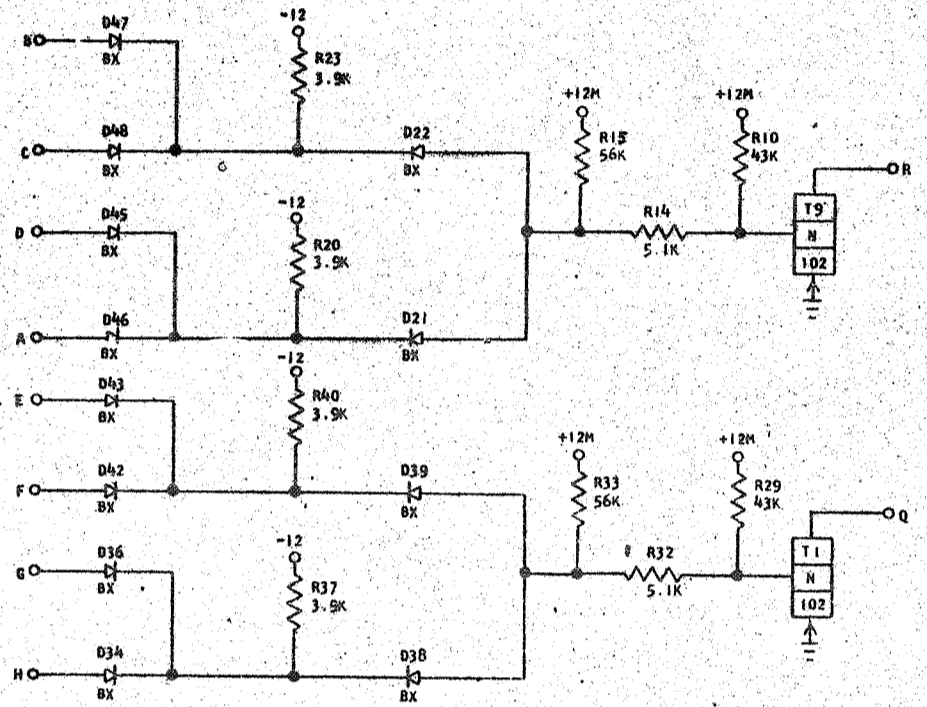 D47
B
BX
-12
R23
3.9K
D48
C
BX
D22
BX
+12M
R15
56K
+12M
R10
43K
R
D45
D
BX
-12
R20
3.9K
R14
5.1K
T9
N
102
D46
A
BX
D21
BX
-12
R40
3.9K
D43
E
BX
D42
F
BX
D39
BX
+12M
R33
56K
+12M
R29
43K
Q
D36
G
BX
-12
R37
3.9K
R32
5.1K
T1
N
102
D34
H
BX
D38
BX